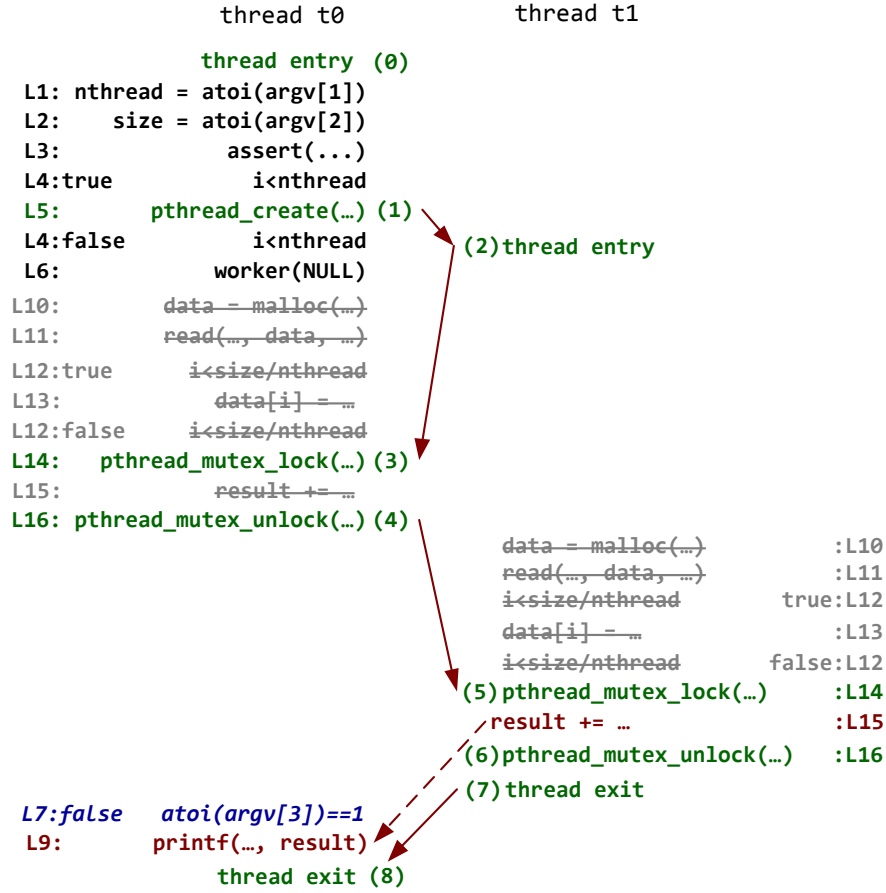 thread t0 thread t1
thread entry (0)
L1: nthread = atoi(argv[1])
L2: size = atoi(argv[2])
L3: assert(...)
L4:true i<nthread
L5: pthread_create(…) (1)
L4:false i<nthread
(2)thread entry
L6: worker(NULL)
L10: data = malloc(…)
L11: read(…, data, …)
L12:true i<size/nthread
L13: data[i] = …
L12:false i<size/nthread
L14: pthread_mutex_lock(…) (3)
L15: result += …
L16: pthread_mutex_unlock(…) (4)
data = malloc(…) :L10
read(…, data, …) :L11
i<size/nthread true:L12
data[i] = … :L13
i<size/nthread false:L12
(5)pthread_mutex_lock(…) :L14
result += … :L15
(6)pthread_mutex_unlock(…) :L16
(7)thread exit
L7:false atoi(argv[3])==1
L9: printf(…, result)
thread exit (8)